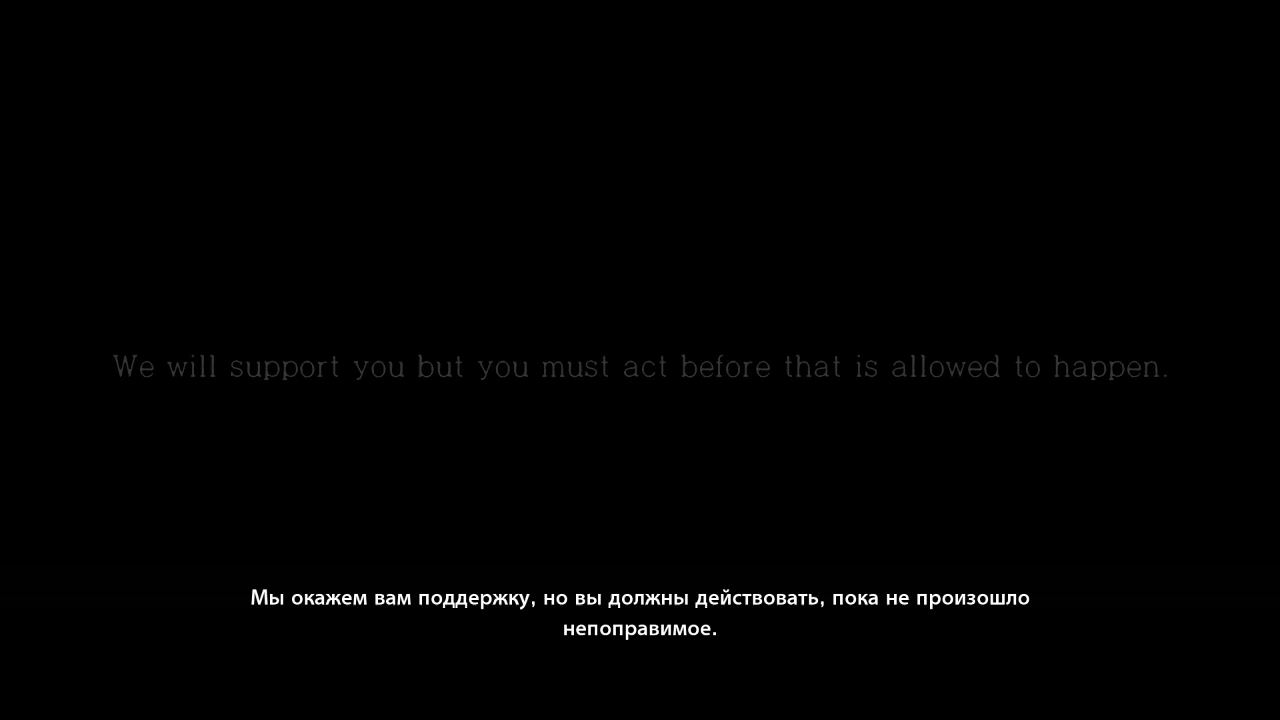 We will support you but you must act before that is allowed to happen.
Мы окажем вам поддержку, но вы должны действовать, пока не произошло
непоправимое.